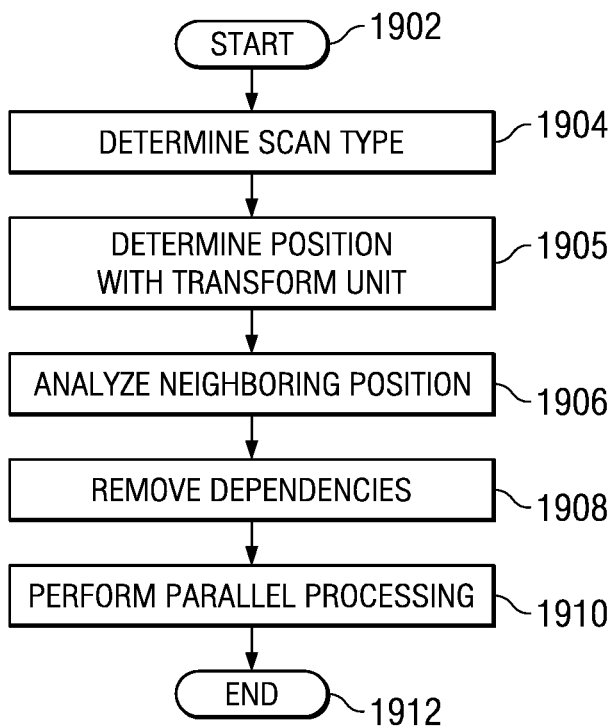 START
1902
DETERMINE SCAN TYPE
1904
DETERMINE POSITION
WITH TRANSFORM UNIT
1905
ANALYZE NEIGHBORING POSITION
1906
REMOVE DEPENDENCIES
1908
PERFORM PARALLEL PROCESSING
1910
END
1912